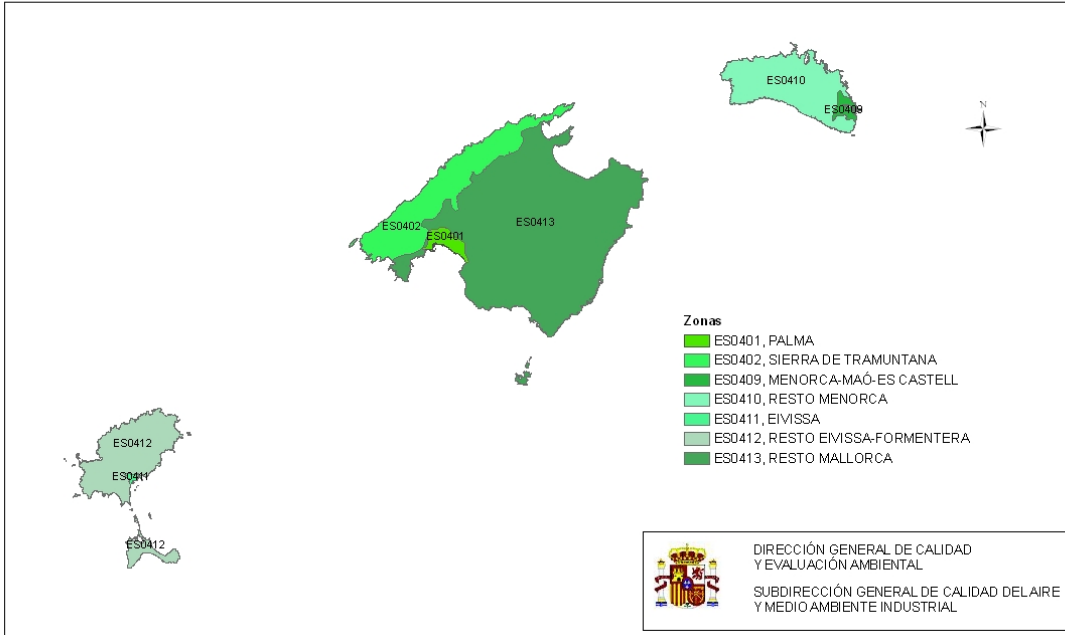 ES0410
ES0409
N
ES0413
ES0402
ES0401
Zonas
ES0401, PALMA
ES0402, SIERRA DE TRAMUNTANA
ES0409, MENORCA-MAÓ-ES CASTELL
ES0410, RESTO MENORCA
ES0411, EIVISSA
ES0412, RESTO EIVISSA-FORMENTERA
ES0413, RESTO MALLORCA
ES0412
ES0411
ES0412
DIRECCIÓN GENERAL DE CALIDAD
Y EVALUACIÓN AMBIENTAL
SUBDIRECCIÓN GENERAL DE CALIDAD DEL AIRE
Y MEDIO AMBIENTE INDUSTRIAL